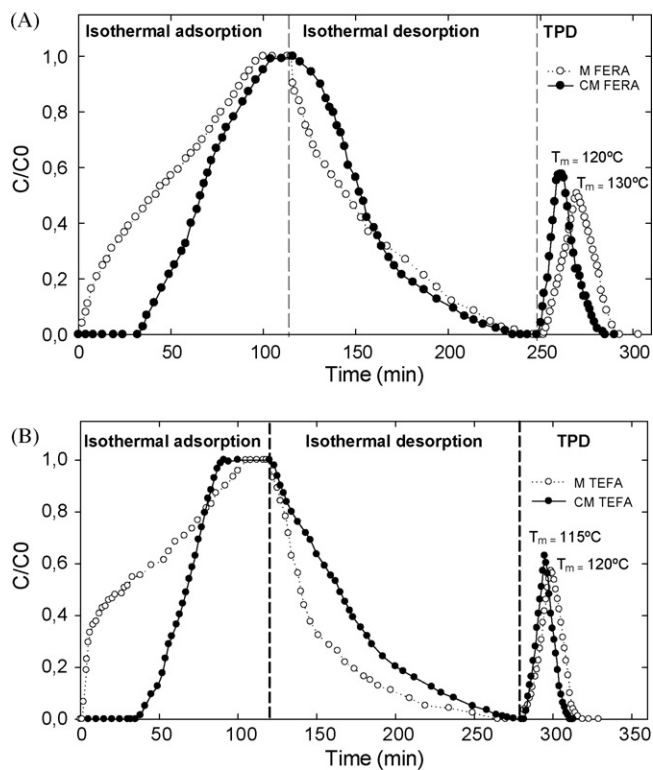 (A)
Isothermal adsorption Isothermal desorption TPD
M FERA
CM FERA
Tm = 120ºC
Tm = 130ºC
1,0
0,8
0,6
0,4
0,2
0,0
C/C0
0 50 100 150 200 250 300
Time (min)
(B)
Isothermal adsorption Isothermal desorption TPD
M TEFA
CM TEFA
Tm = 115ºC
Tm = 120ºC
1,0
0,8
0,6
0,4
0,2
0,0
C/C0
0 50 100 150 200 250 300 350
Time (min)